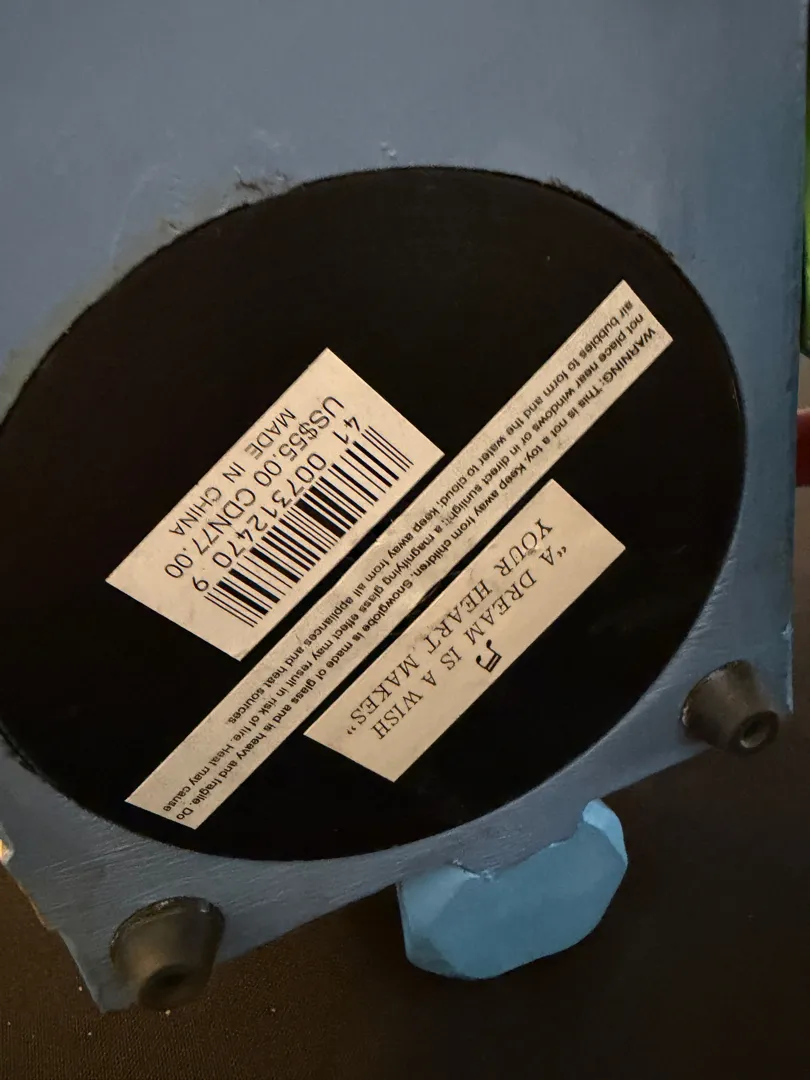 ♫
"A DREAM IS A WISH
YOUR HEART MAKES"
WARNING: This is not a toy. Keep away from children. Snowglobe is made of glass and is heavy and fragile. Do
not place near windows or in direct sunlight; a magnifying glass effect may result in risk of fire. Heat may cause
air bubbles to form and the water to cloud; keep away from all appliances and heat sources.
41 007312470 9
US$55.00 CDN77.00
MADE IN CHINA